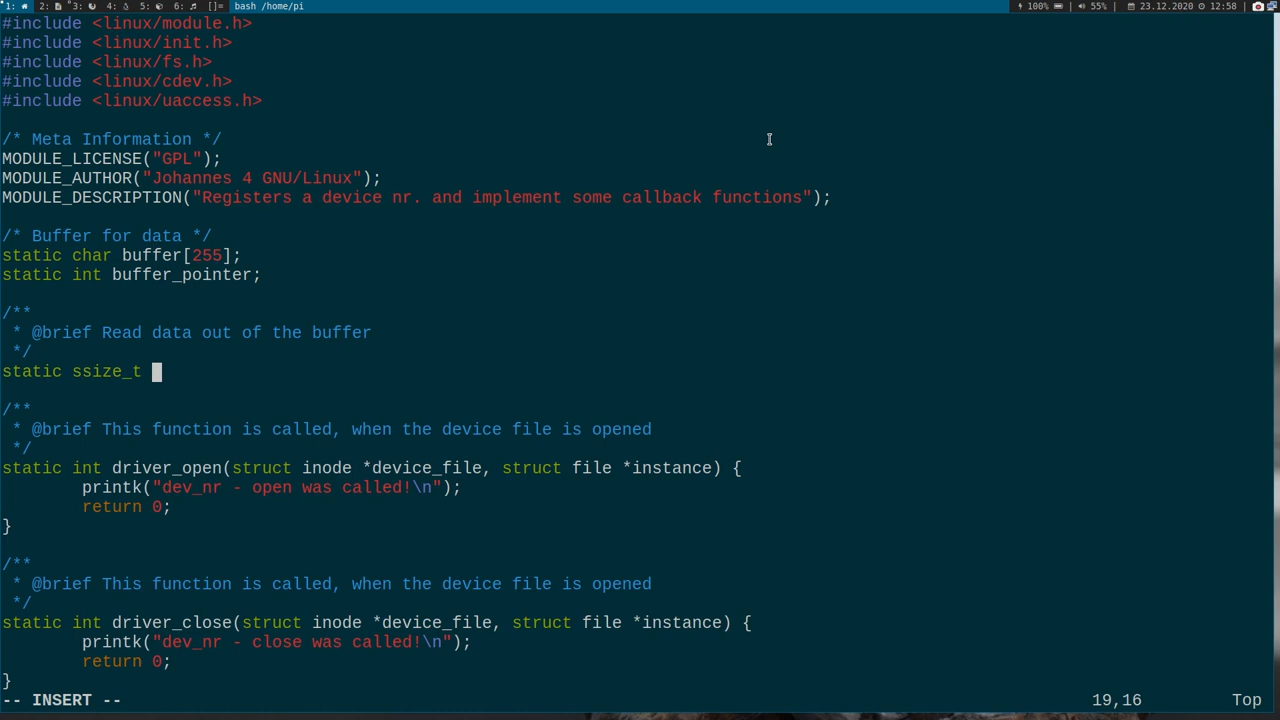 1: 2: 3: 4: 5: 6: []= bash /home/pi 100% | 55% | 23.12.2020 12:58 |
#include <linux/module.h>
#include <linux/init.h>
#include <linux/fs.h>
#include <linux/cdev.h>
#include <linux/uaccess.h>
/* Meta Information */
MODULE_LICENSE("GPL");
MODULE_AUTHOR("Johannes 4 GNU/Linux");
MODULE_DESCRIPTION("Registers a device nr. and implement some callback functions");
/* Buffer for data */
static char buffer[255];
static int buffer_pointer;
/**
 * @brief Read data out of the buffer
 */
static ssize_t
/**
 * @brief This function is called, when the device file is opened
 */
static int driver_open(struct inode *device_file, struct file *instance) {
        printk("dev_nr - open was called!\n");
        return 0;
}
/**
 * @brief This function is called, when the device file is opened
 */
static int driver_close(struct inode *device_file, struct file *instance) {
        printk("dev_nr - close was called!\n");
        return 0;
}
-- INSERT -- 19,16 Top